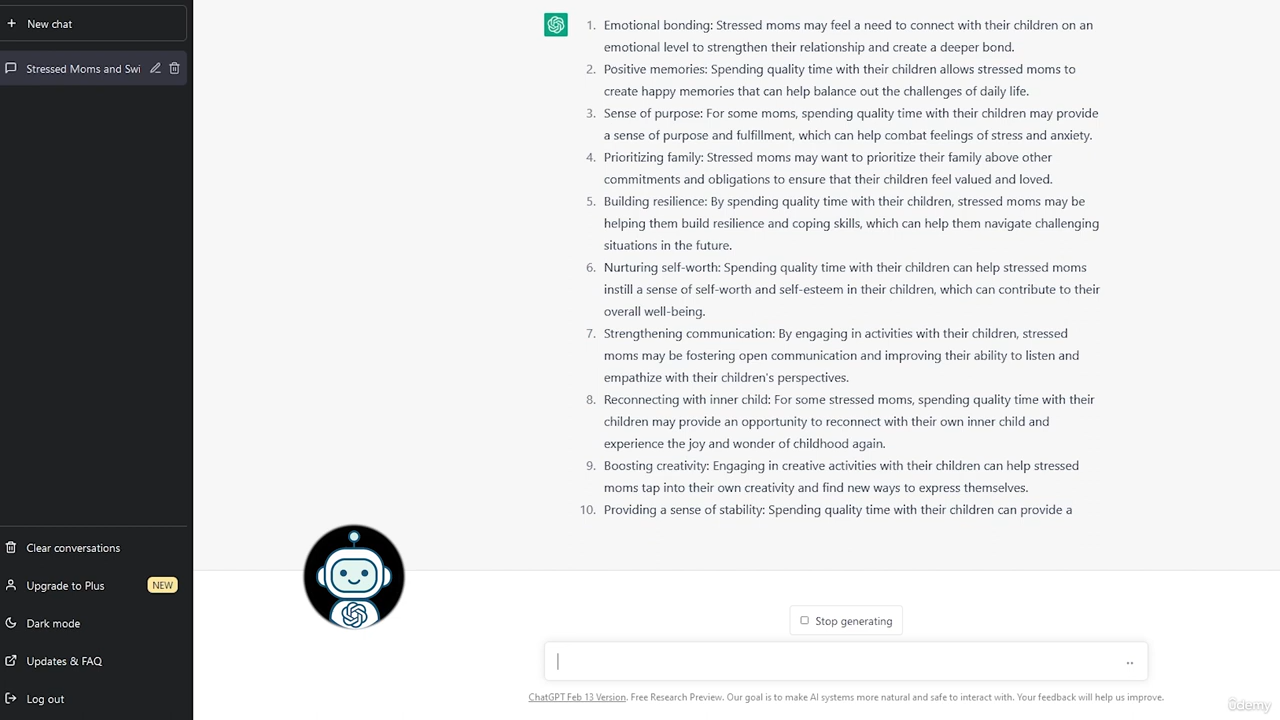 New chat
Stressed Moms and Swi
1. Emotional bonding: Stressed moms may feel a need to connect with their children on an
emotional level to strengthen their relationship and create a deeper bond.
2. Positive memories: Spending quality time with their children allows stressed moms to
create happy memories that can help balance out the challenges of daily life.
3. Sense of purpose: For some moms, spending quality time with their children may provide
a sense of purpose and fulfillment, which can help combat feelings of stress and anxiety.
4. Prioritizing family: Stressed moms may want to prioritize their family above other
commitments and obligations to ensure that their children feel valued and loved.
5. Building resilience: By spending quality time with their children, stressed moms may be
helping them build resilience and coping skills, which can help them navigate challenging
situations in the future.
6. Nurturing self-worth: Spending quality time with their children can help stressed moms
instill a sense of self-worth and self-esteem in their children, which can contribute to their
overall well-being.
7. Strengthening communication: By engaging in activities with their children, stressed
moms may be fostering open communication and improving their ability to listen and
empathize with their children's perspectives.
8. Reconnecting with inner child: For some stressed moms, spending quality time with their
children may provide an opportunity to reconnect with their own inner child and
experience the joy and wonder of childhood again.
9. Boosting creativity: Engaging in creative activities with their children can help stressed
moms tap into their own creativity and find new ways to express themselves.
10. Providing a sense of stability: Spending quality time with their children can provide a
Clear conversations
Upgrade to Plus NEW
Dark mode
Updates & FAQ
Log out
Stop generating
ChatGPT Feb 13 Version. Free Research Preview. Our goal is to make AI systems more natural and safe to interact with. Your feedback will help us improve.
ûdemy